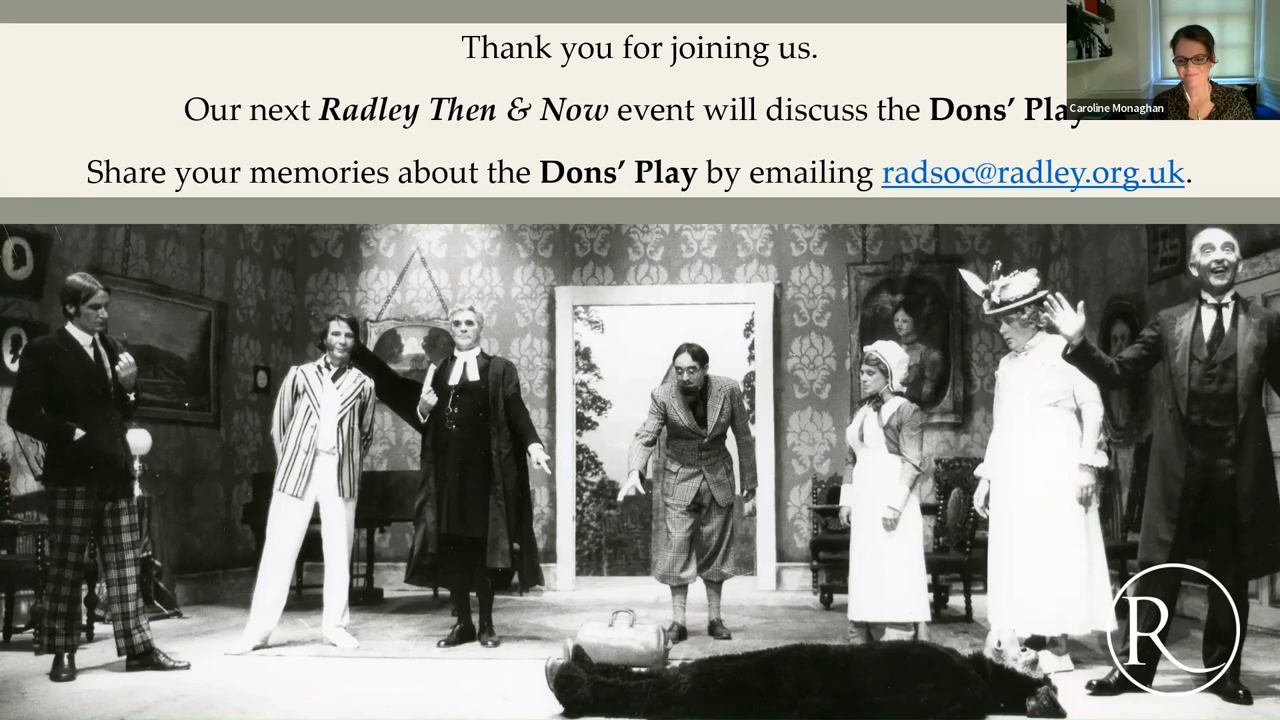 Thank you for joining us.
Our next Radley Then & Now event will discuss the Dons’ Play
Caroline Monaghan
Share your memories about the Dons’ Play by emailing radsoc@radley.org.uk.
R